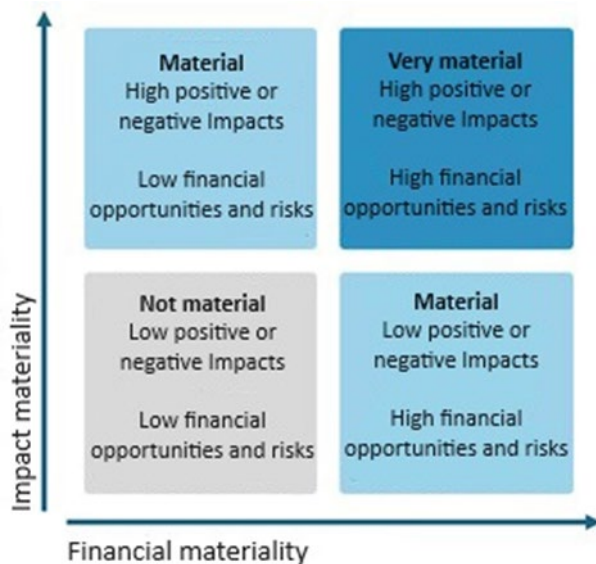 Impact materiality
Material
High positive or
negative Impacts
Low financial
opportunities and risks
Very material
High positive or
negative Impacts
High financial
opportunities and risks
Not material
Low positive or
negative Impacts
Low financial
opportunities and risks
Material
Low positive or
negative Impacts
High financial
opportunities and risks
Financial materiality